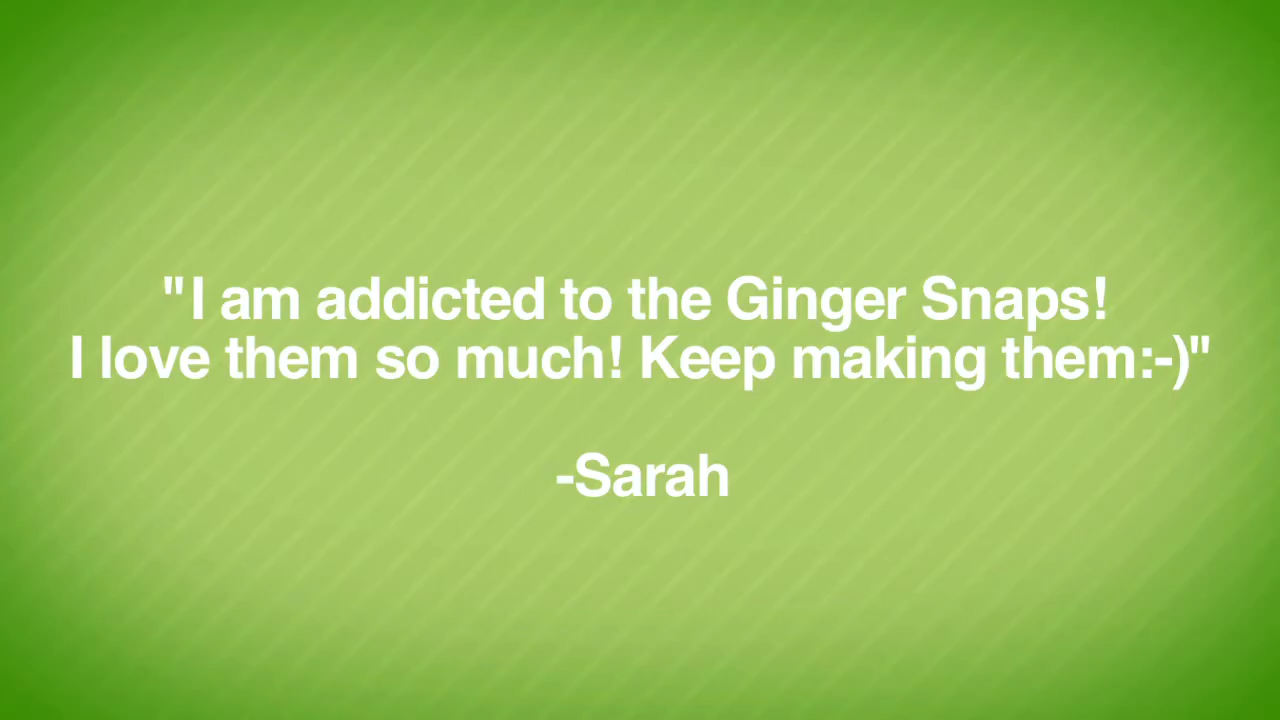 "I am addicted to the Ginger Snaps!
I love them so much! Keep making them:-)"
-Sarah